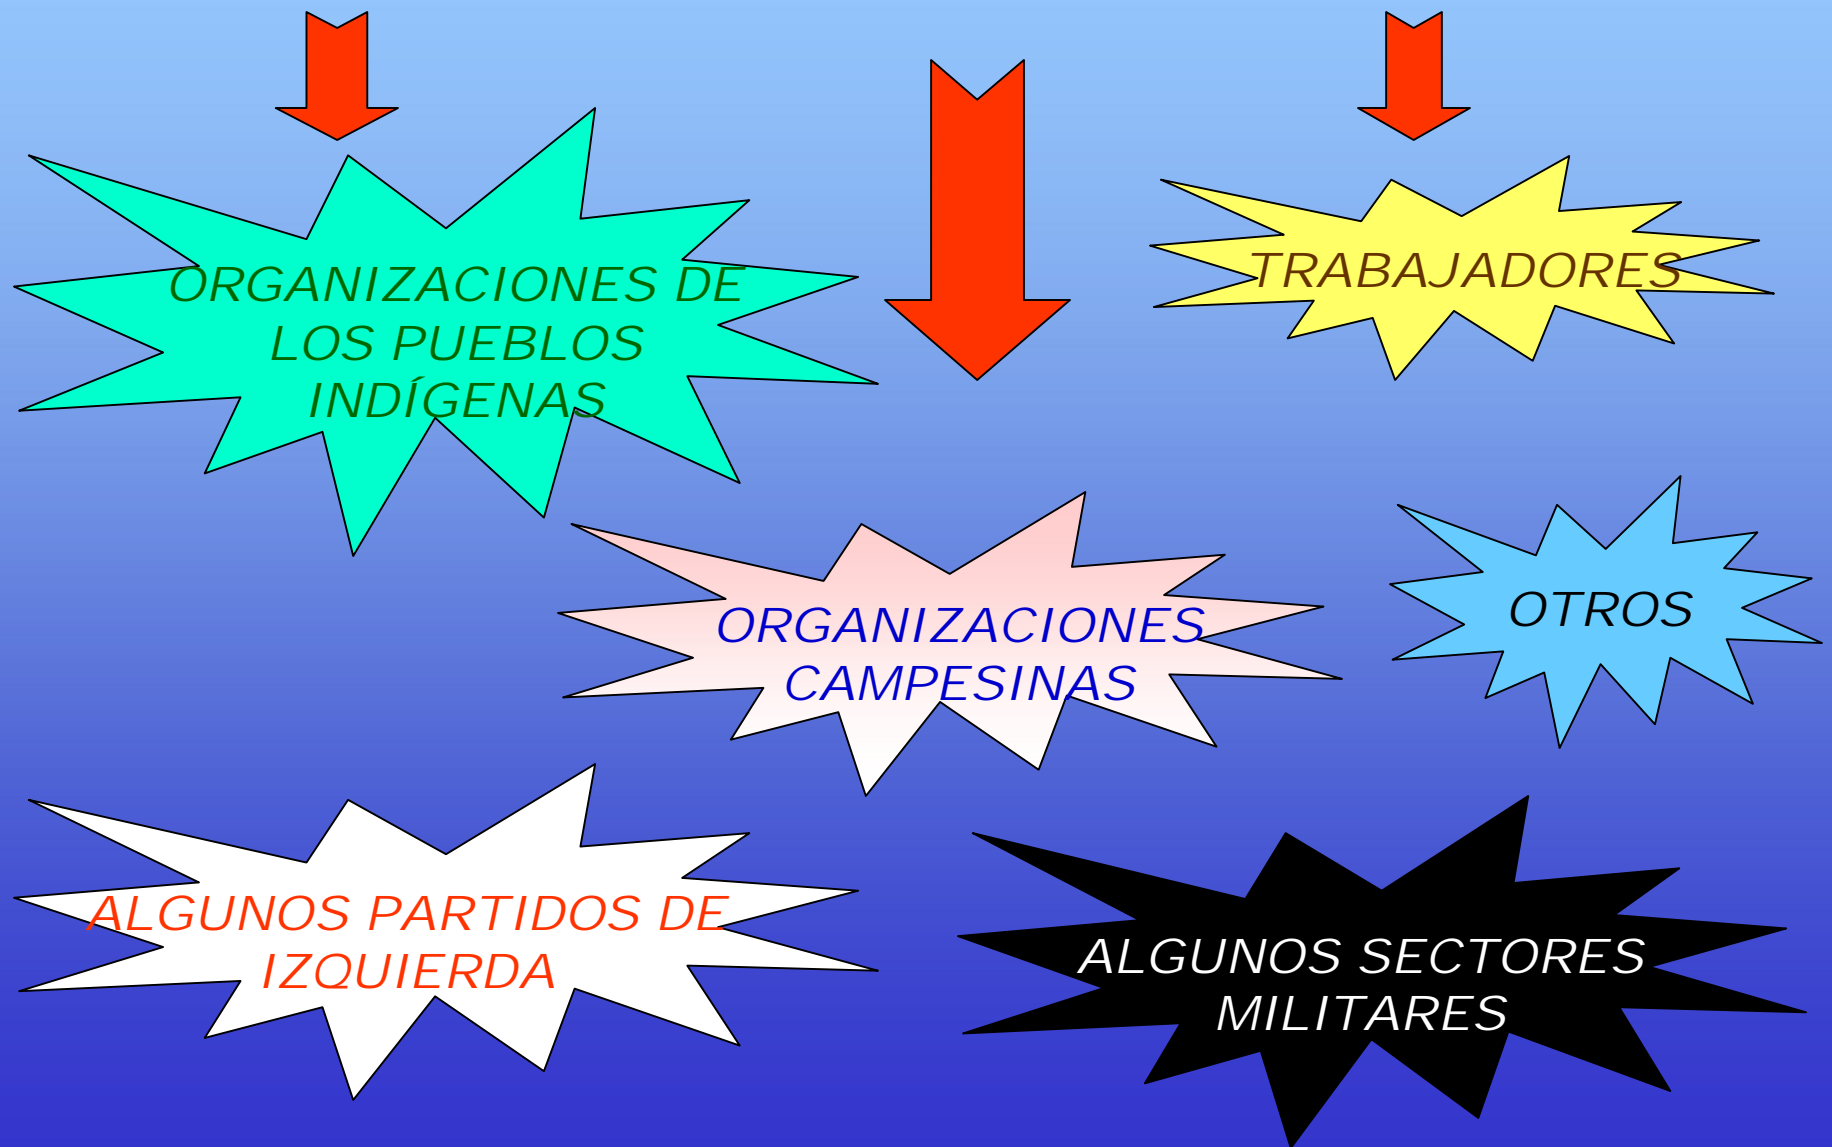 ORGANIZACIONES DE
LOS PUEBLOS
INDÍGENAS
TRABAJADORES
ORGANIZACIONES
CAMPESINAS
OTROS
ALGUNOS PARTIDOS DE
IZQUIERDA
ALGUNOS SECTORES
MILITARES